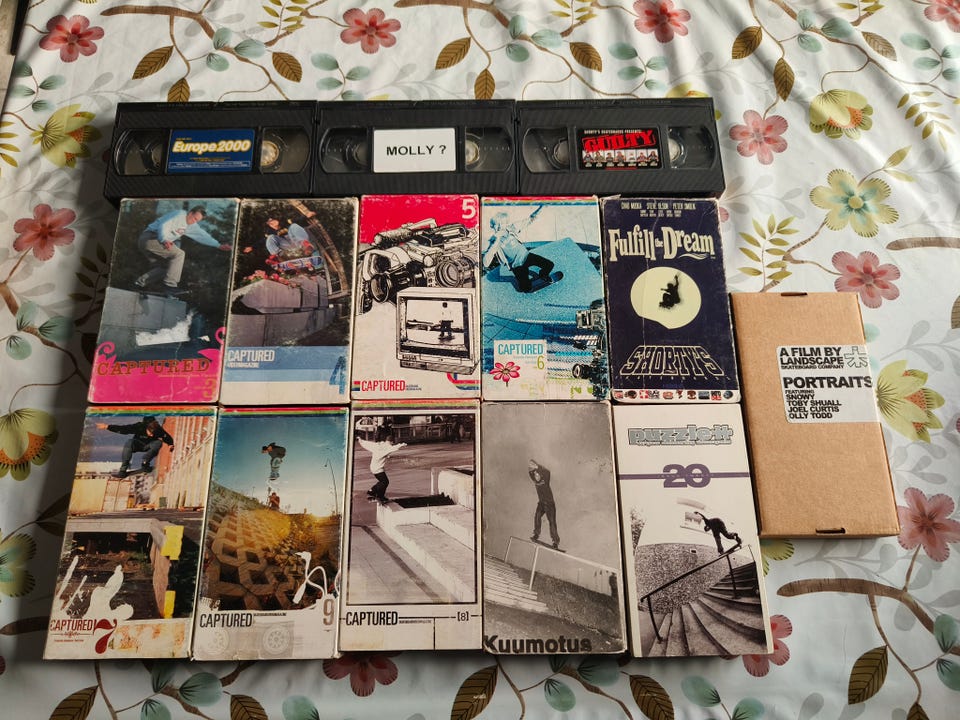 Europe2000
MOLLY ?
SHORTY'S SKATEBOARDS PRESENTS:
GUILTY
CAPTURED
3
CAPTURED
VIDEOMAGAZINE
4
5
CAPTURED
CAPTURED
6
CHAD MUSKA STEVE OLSON PETER SMOLIK
Fulfill the Dream
SHORTY'S
A FILM BY
LANDSCAPE
SKATEBOARD COMPANY
PORTRAITS
FEATURING
SNOWY
TOBY SHUALL
JOEL CURTIS
OLLY TODD
CAPTURED
7
CAPTURED
9
CAPTURED
[8]
Kuumotus
puzzle
20